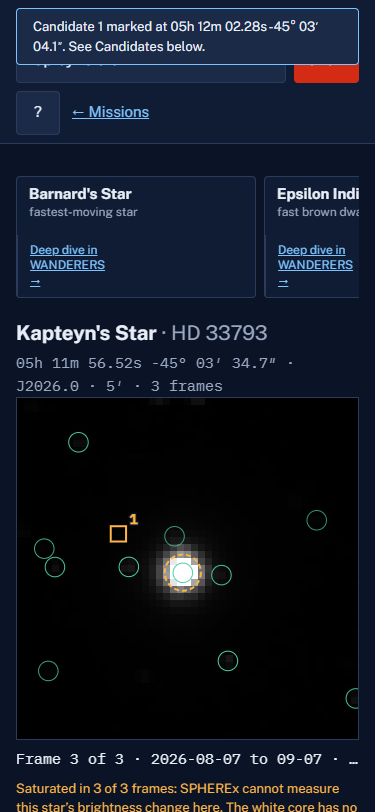 Candidate 1 marked at 05h 12m 02.28s -45° 03′
04.1″. See Candidates below.
?
← Missions
Barnard's Star
fastest-moving star
Deep dive in
WANDERERS
→
Epsilon Indi
fast brown dwa
Deep dive in
WANDERERS
→
Kapteyn's Star · HD 33793
05h 11m 56.52s -45° 03′ 34.7″ ·
J2026.0 · 5′ · 3 frames
1
Frame 3 of 3 · 2026-08-07 to 09-07 · …
Saturated in 3 of 3 frames: SPHEREx cannot measure
this star's brightness change here. The white core has no